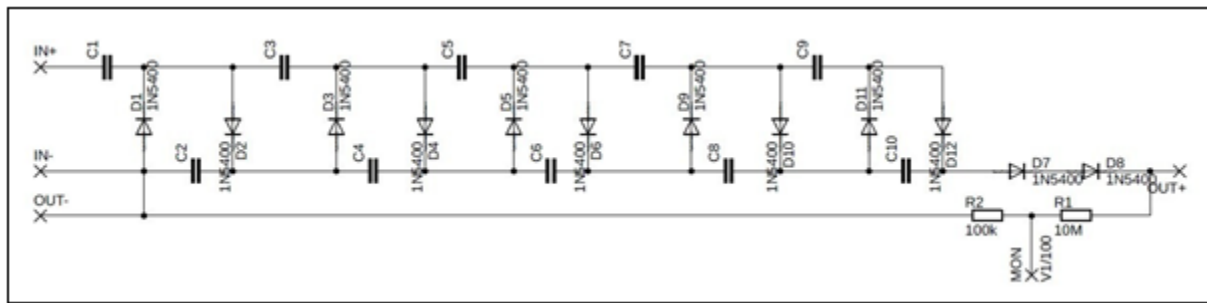 IN+
C1
D1
1N5400
C3
D3
1N5400
C5
D5
1N5400
C7
D9
1N5400
C9
D11
1N5400
IN-
C2
1N5400
D2
C4
1N5400
D4
C6
1N5400
D6
C8
1N5400
D10
C10
1N5400
D12
D7
1N5400
D8
1N5400
OUT+
OUT-
R2
100k
R1
10M
MON
V1/100